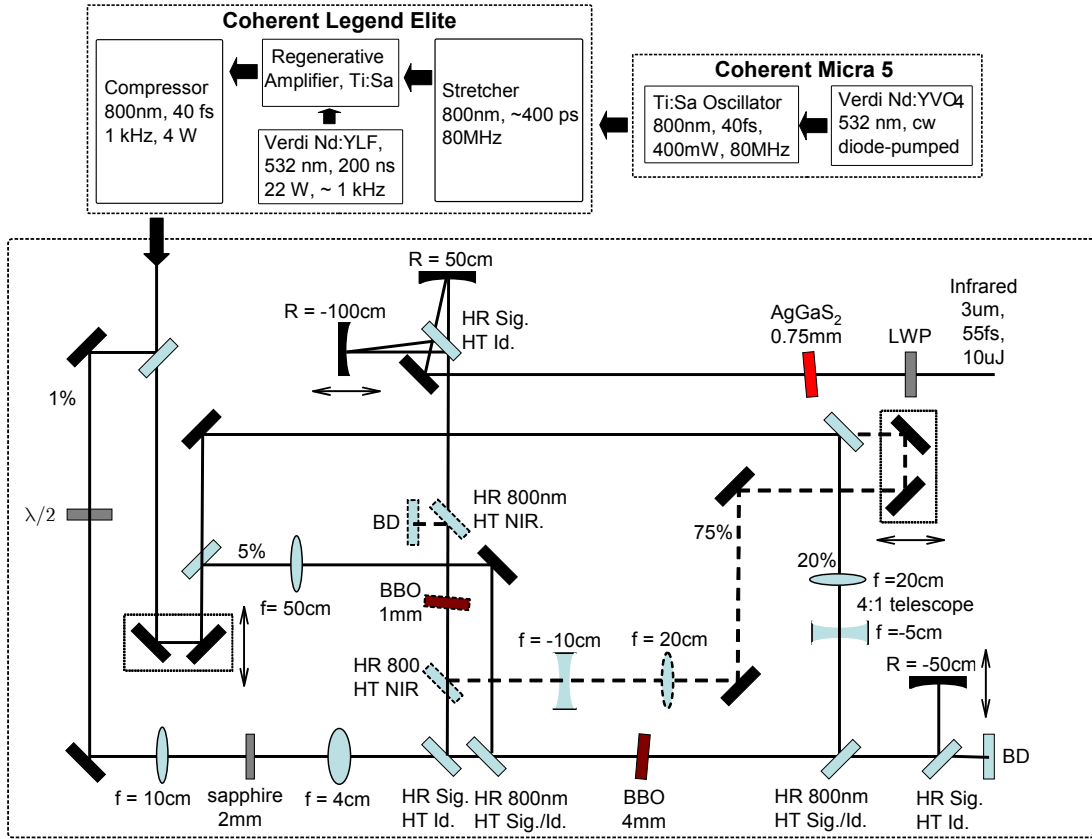 Coherent Legend Elite
Compressor
800nm, 40 fs
1 kHz, 4 W
Regenerative
Amplifier, Ti:Sa
Verdi Nd:YLF,
532 nm, 200 ns
22 W, ~ 1 kHz
Stretcher
800nm, ~400 ps
80MHz
Coherent Micra 5
Ti:Sa Oscillator
800nm, 40fs,
400mW, 80MHz
Verdi Nd:YVO4
532 nm, cw
diode-pumped
R = 50cm
R = -100cm
HR Sig.
HT Id.
AgGaS2
0.75mm
LWP
Infrared
3um,
55fs,
10uJ
1%
λ/2
BD
HR 800nm
HT NIR.
75%
5%
f= 50cm
BBO
1mm
20%
f=20cm
4:1 telescope
f =-5cm
f = -10cm
f = 20cm
HR 800
HT NIR
R = -50cm
BD
f = 10cm
sapphire
2mm
f = 4cm
HR Sig.
HT Id.
HR 800nm
HT Sig./Id.
BBO
4mm
HR 800nm
HT Sig./Id.
HR Sig.
HT Id.